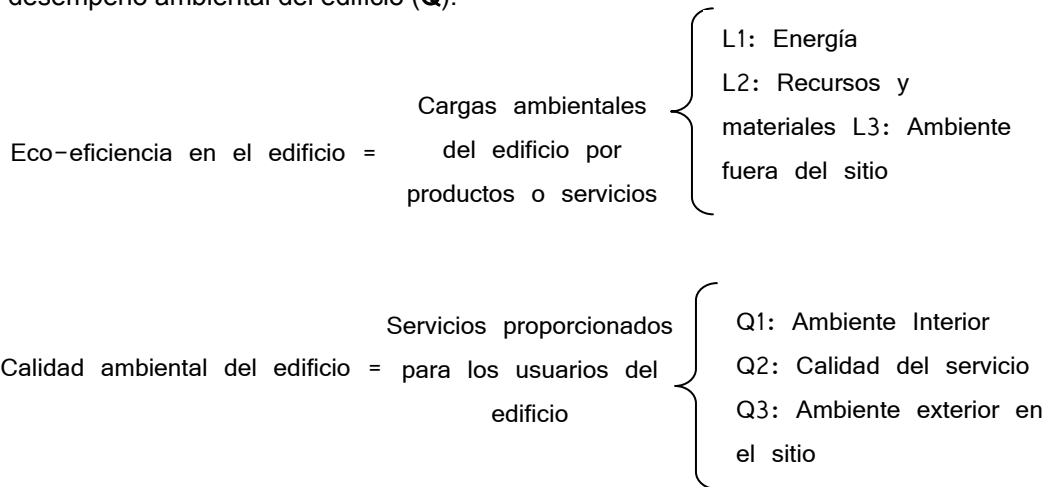 desempeño ambiental del edificio (Q).
Eco-eficiencia en el edificio =
Cargas ambientales
del edificio por
productos o servicios
L1: Energía
L2: Recursos y
materiales L3: Ambiente
fuera del sitio
Calidad ambiental del edificio =
Servicios proporcionados
para los usuarios del
edificio
Q1: Ambiente Interior
Q2: Calidad del servicio
Q3: Ambiente exterior en
el sitio